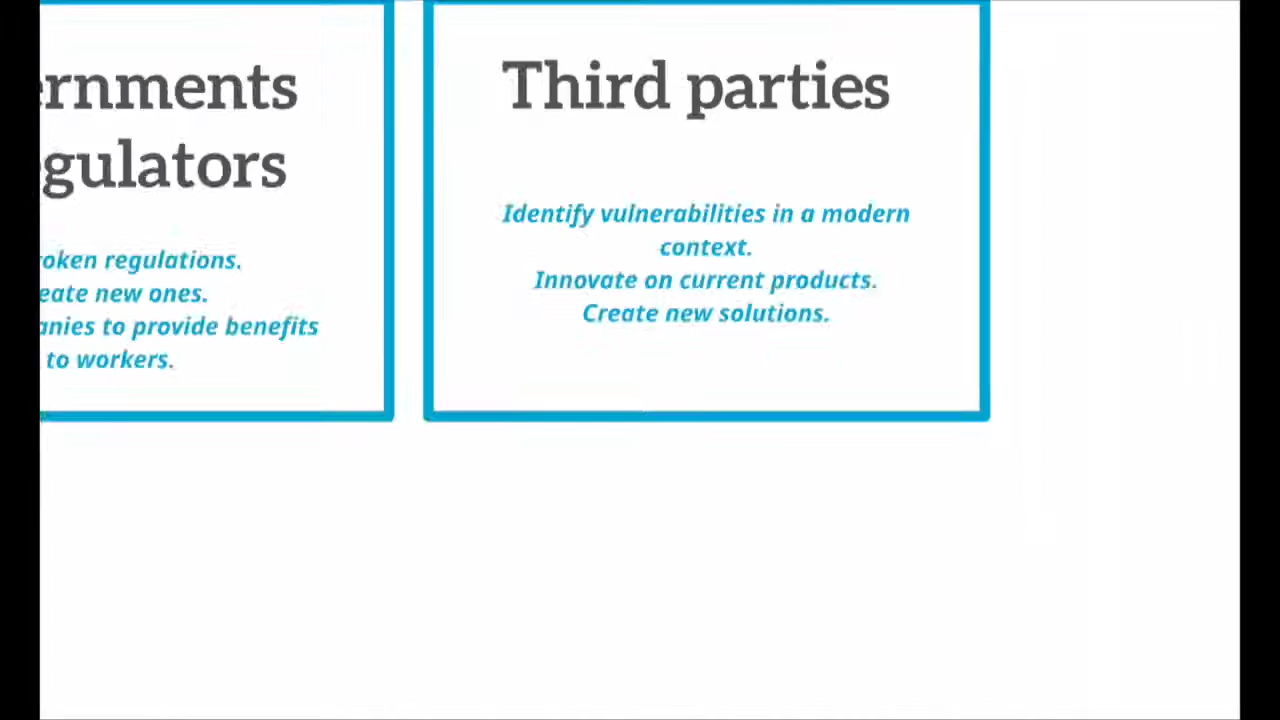 ernments
gulators
oken regulations.
eate new ones.
anies to provide benefits
to workers.
Third parties
Identify vulnerabilities in a modern
context.
Innovate on current products.
Create new solutions.